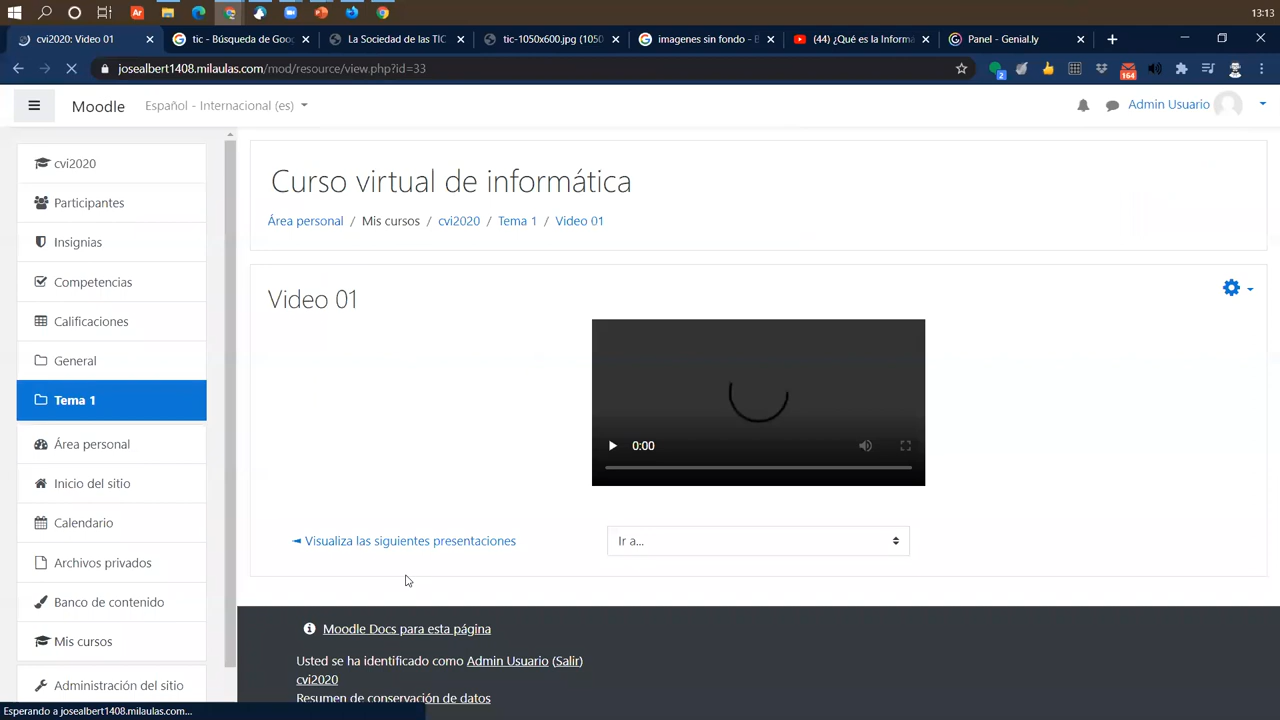 13:13
cvi2020: Video 01
tic - Búsqueda de Goo
La Sociedad de las TIC
tic-1050x600.jpg (1050
imagenes sin fondo - B
(44) ¿Qué es la Informa
Panel - Genial.ly
josealbert1408.milaulas.com/mod/resource/view.php?id=33
2
164
Moodle
Español - Internacional (es)
Admin Usuario
cvi2020
Participantes
Insignias
Competencias
Calificaciones
General
Tema 1
Área personal
Inicio del sitio
Calendario
Archivos privados
Banco de contenido
Mis cursos
Administración del sitio
Curso virtual de informática
Área personal / Mis cursos / cvi2020 / Tema 1 / Video 01
Video 01
0:00
◄ Visualiza las siguientes presentaciones
Ir a...
Moodle Docs para esta página
Usted se ha identificado como Admin Usuario (Salir)
cvi2020
Resumen de conservación de datos
Esperando a josealbert1408.milaulas.com...